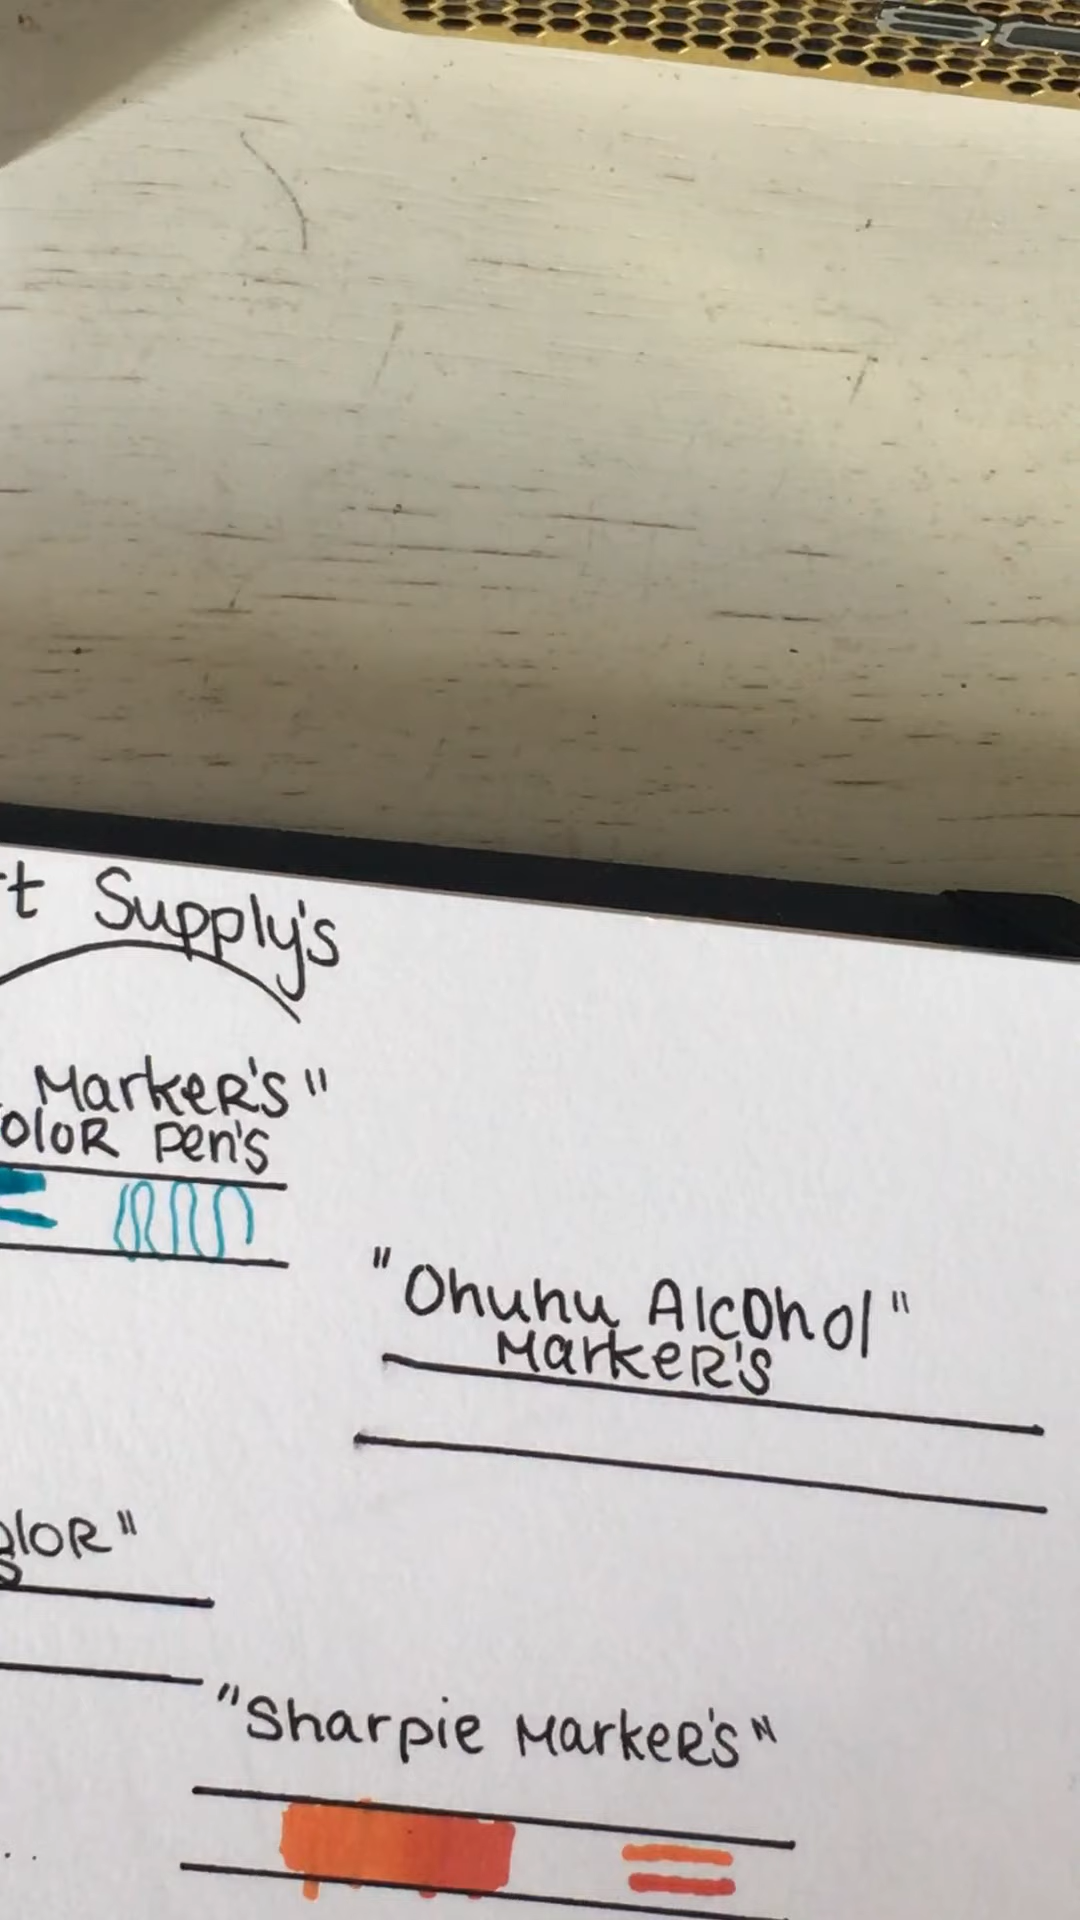 Supply's
Marker's"
Pen's
"Ohuhu Alcohol"
Marker's
"Sharpie Marker's"